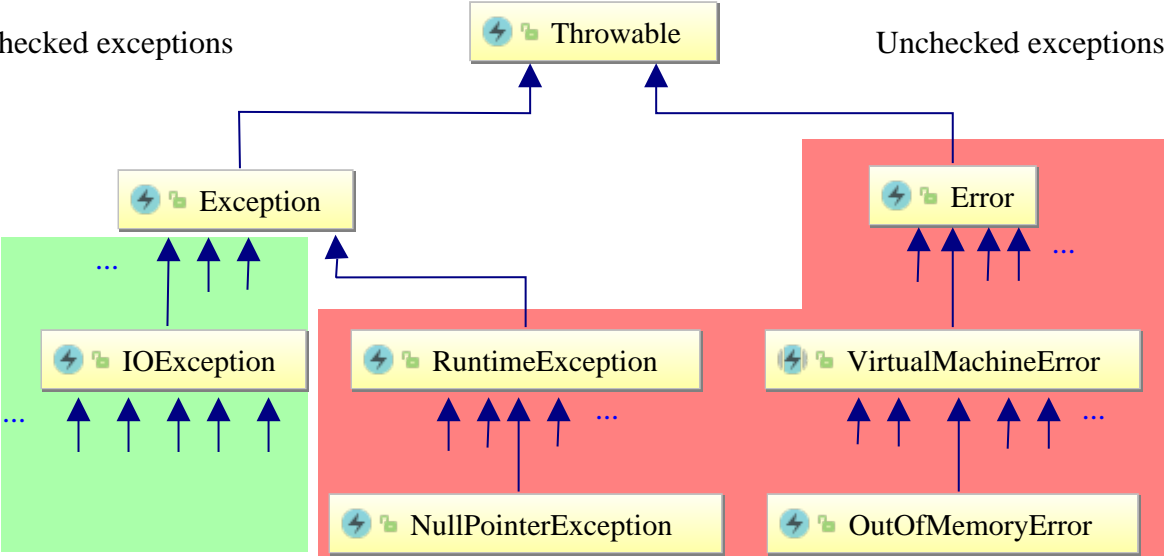 Throwable
hecked exceptions
Unchecked exceptions
Exception
Error
...
...
IOException
RuntimeException
VirtualMachineError
...
...
...
NullPointerException
OutOfMemoryError